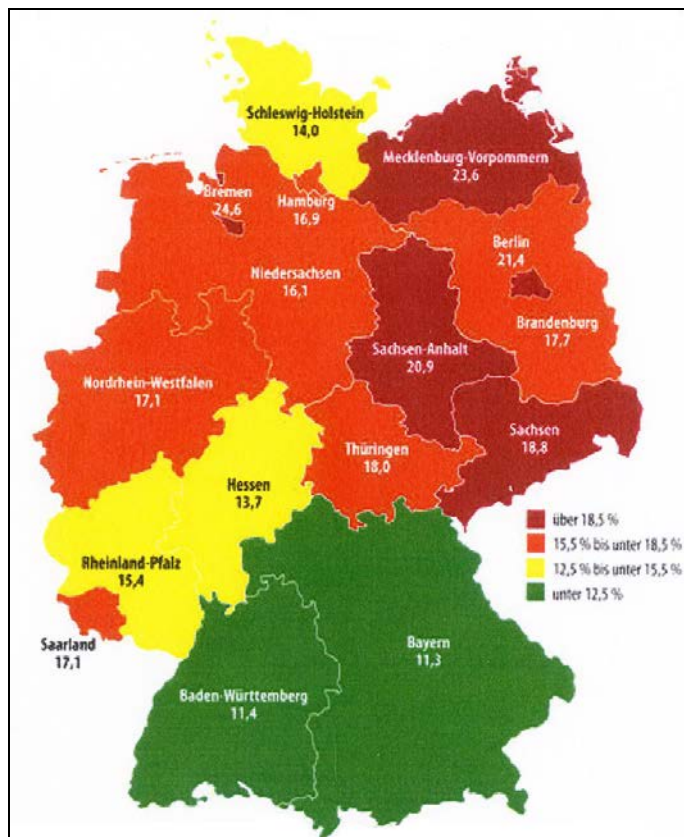 Schleswig-Holstein
14,0
Mecklenburg-Vorpommern
23,6
Bremen
24,6
Hamburg
16,9
Berlin
21,4
Niedersachsen
16,1
Brandenburg
17,7
Sachsen-Anhalt
20,9
Nordrhein-Westfalen
17,1
Sachsen
18,8
Thüringen
18,0
Hessen
13,7
über 18,5 %
15,5 % bis unter 18,5 %
12,5 % bis unter 15,5 %
unter 12,5 %
Rheinland-Pfalz
15,4
Saarland
17,1
Bayern
11,3
Baden-Württemberg
11,4